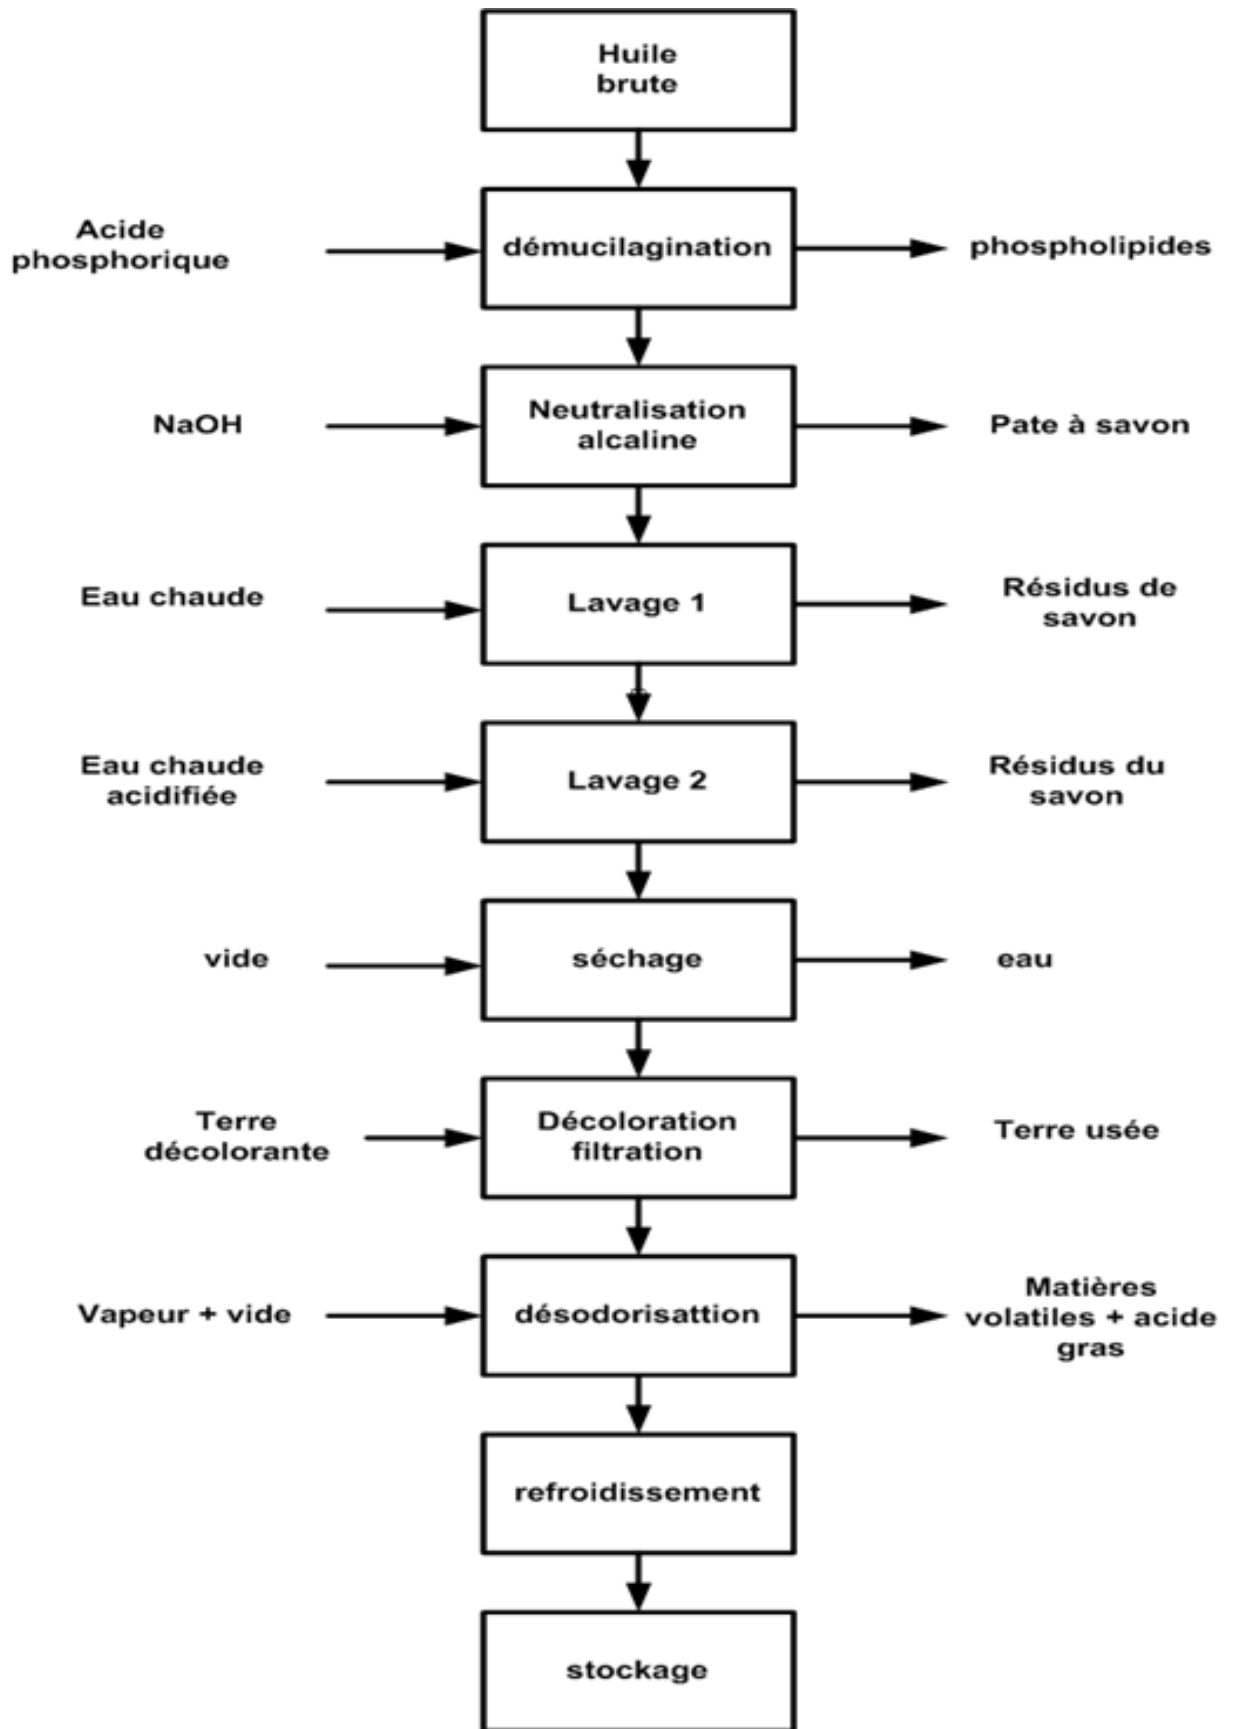 Huile
brute
Acide
phosphorique
démucilagination
phospholipides
NaOH
Neutralisation
alcaline
Pate à savon
Eau chaude
Lavage 1
Résidus de
savon
Eau chaude
acidifiée
Lavage 2
Résidus du
savon
vide
séchage
eau
Terre
décolorante
Décoloration
filtration
Terre usée
Vapeur + vide
désodorisattion
Matières
volatiles + acide
gras
refroidissement
stockage